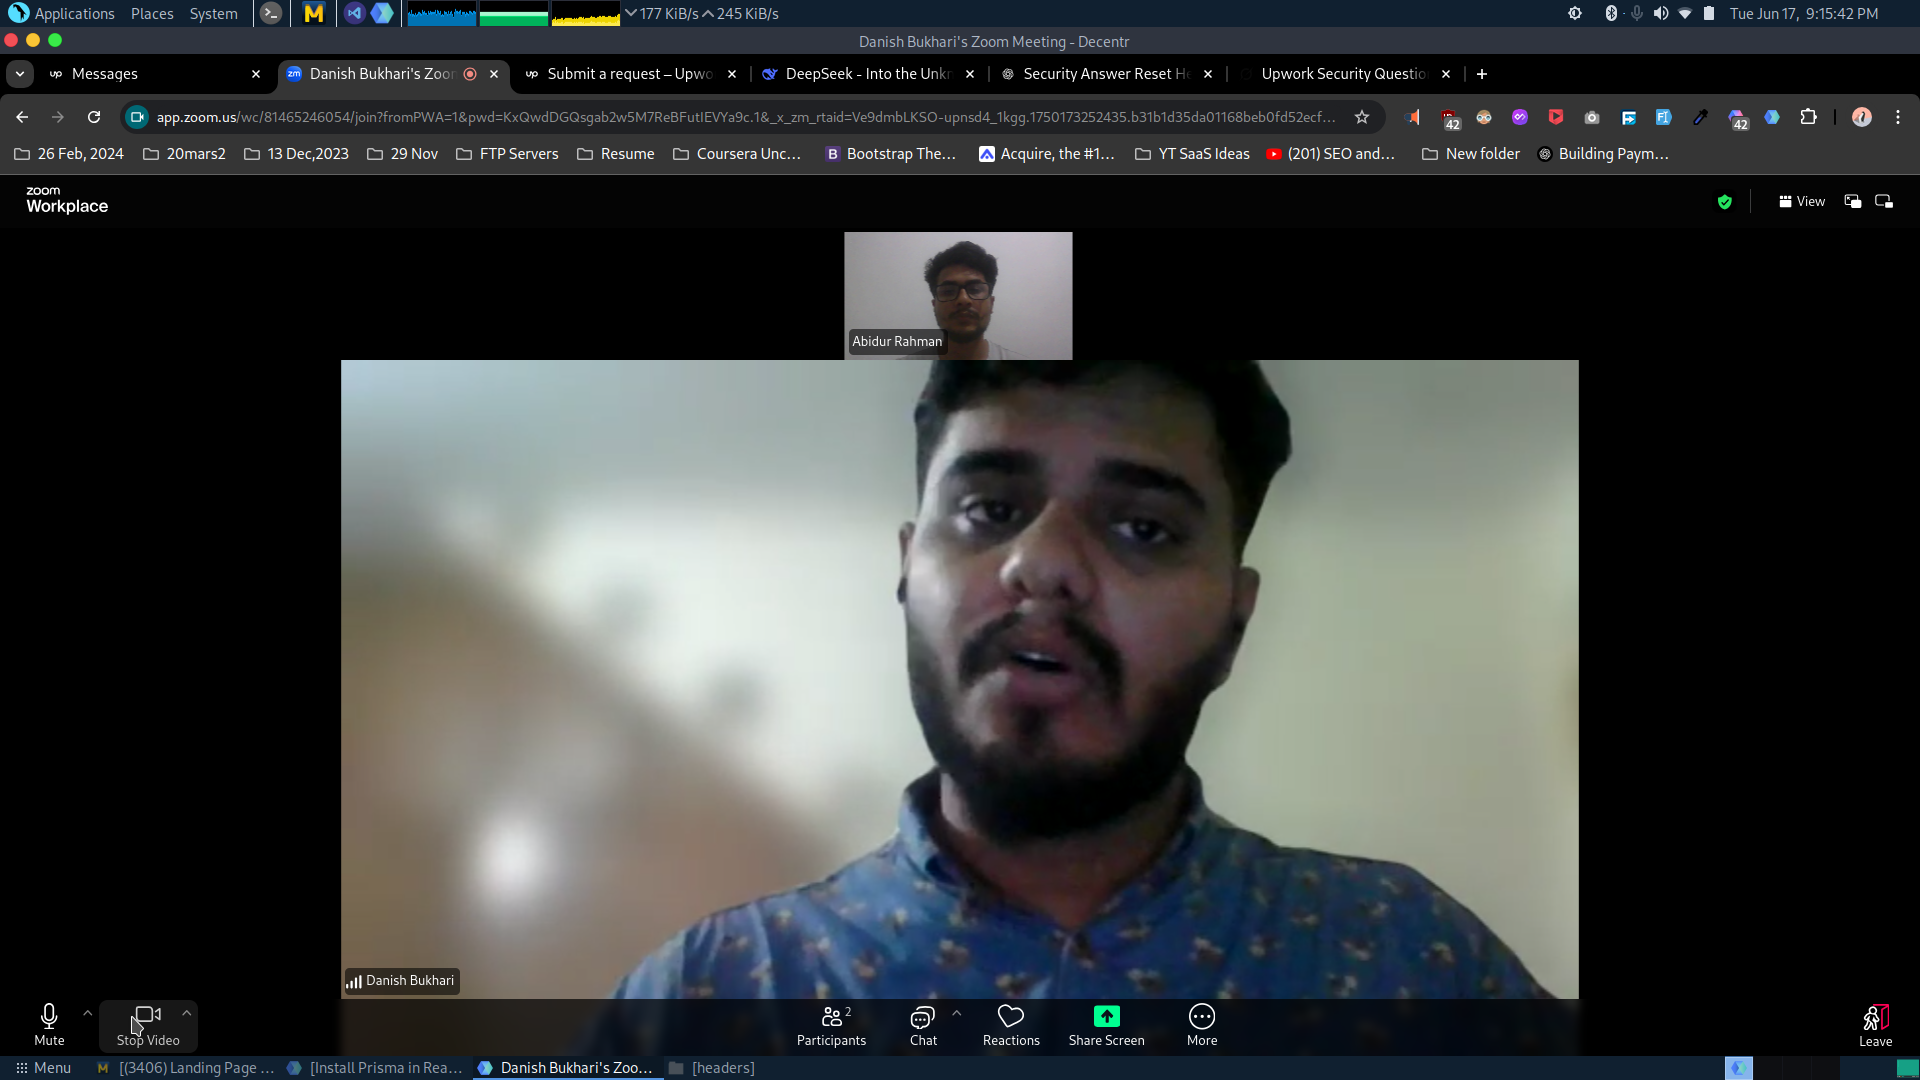 Applications Places System 177 KiB/s 245 KiB/s Tue Jun 17, 9:15:42 PM
Danish Bukhari's Zoom Meeting - Decentr
Messages Danish Bukhari's Zoom Submit a request – Upwo DeepSeek - Into the Unkn Security Answer Reset He Upwork Security Questio
app.zoom.us/wc/81465246054/join?fromPWA=1&pwd=KxQwdDGQsgab2w5M7ReBFutIEVYa9c.1&_x_zm_rtaid=Ve9dmbLKSO-upnsd4_1kgg.1750173252435.b31b1d35da01168beb0fd52ecf... 42 42
26 Feb, 2024 20mars2 13 Dec,2023 29 Nov FTP Servers Resume Coursera Unc... Bootstrap The... Acquire, the #1... YT SaaS Ideas (201) SEO and... New folder Building Paym...
zoom
Workplace
View
Abidur Rahman
Danish Bukhari
Mute Stop Video Participants 2 Chat Reactions Share Screen More Leave
Menu [(3406) Landing Page ... [Install Prisma in Rea... Danish Bukhari's Zoo... [headers]